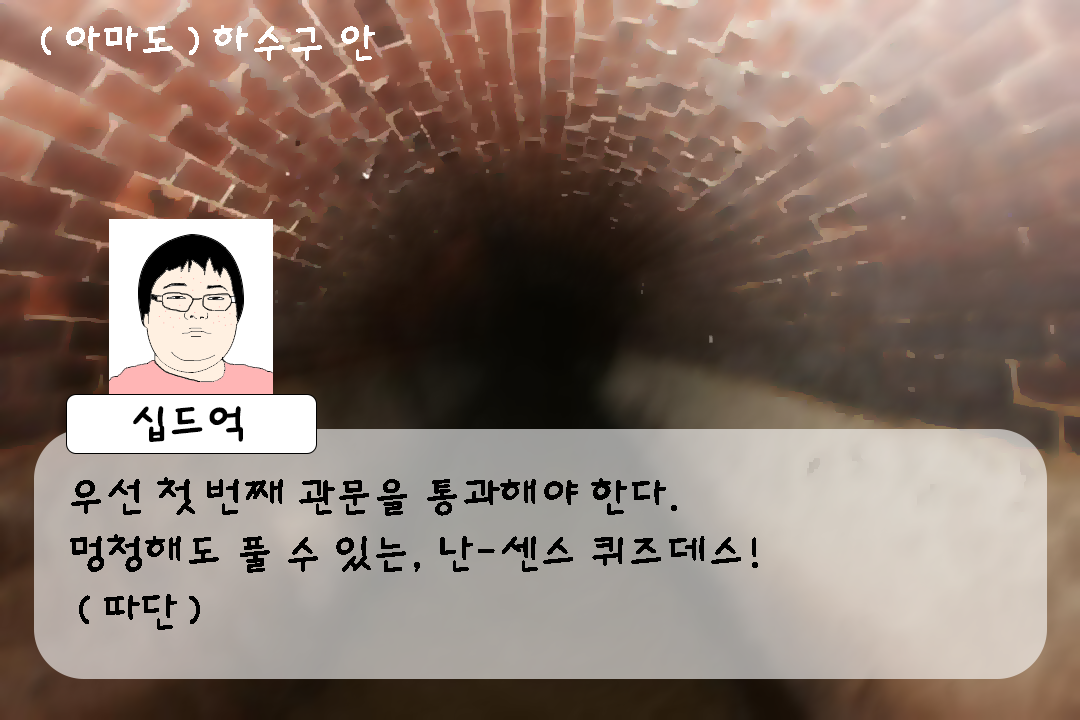 ( 아마도 ) 하수구 안
십드억
우선 첫 번째 관문을 통과해야 한다.
멍청해도 풀 수 있는, 난-센스 퀴즈데스!
( 따단 )